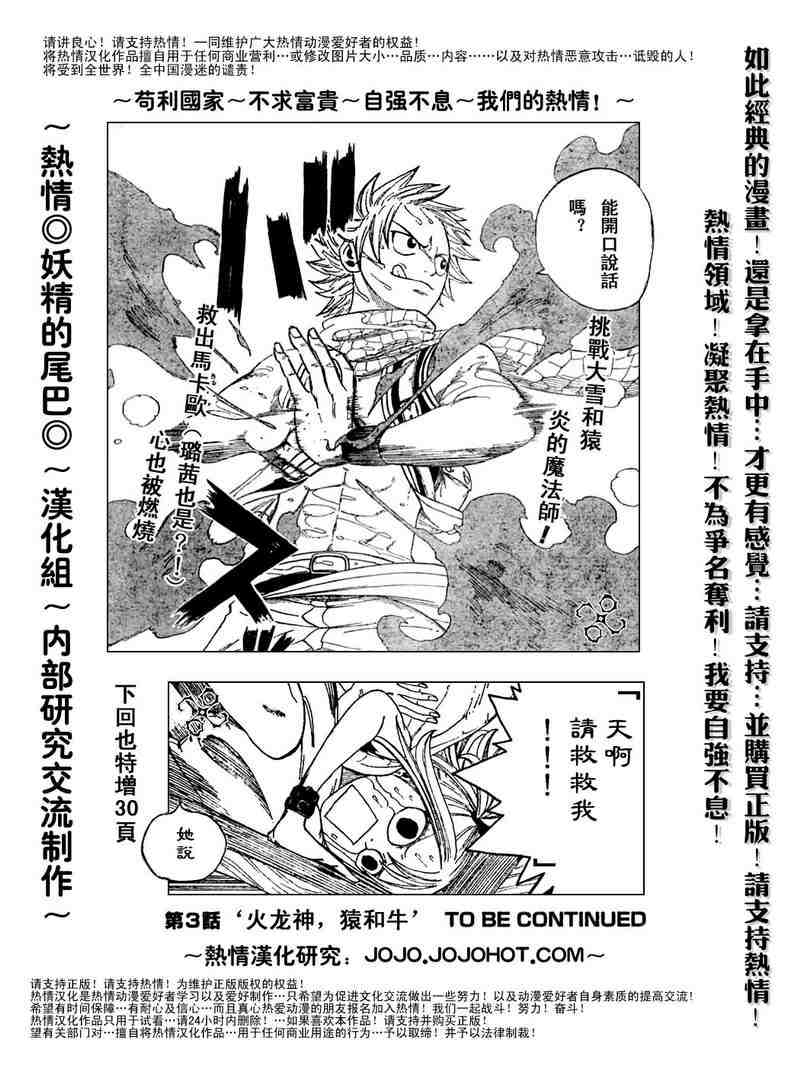 请讲良心！请支持热情！一同维护广大热情动漫爱好者的权益！
将热情汉化作品擅自用于任何商业营利…或修改图片大小…品质…内容……以及对热情恶意攻击…诋毁的人！
将受到全世界！全中国漫迷的谴责！
～苟利國家～不求富貴～自强不息～我們的熱情！～
如此經典的漫畫！還是拿在手中…才更有感覺…請支持…並購買正版！請支持熱情！
熱情領域！凝聚熱情！不為爭名奪利！我要自強不息！
～熱情◎妖精的尾巴◎～漢化組～内部研究交流制作～
能開口說話
嗎？
挑戰大雪和猿
炎的魔法師！
救出馬卡歐（璐茜也是？！）
心也被燃燒
「天啊
請救救我
！！！」
她說
下回也特增30頁
第3話‘火龙神，猿和牛’ TO BE CONTINUED
～熱情漢化研究：JOJO.JOJOHOT.COM～
请支持正版！请支持热情！为维护正版版权的权益！
热情汉化是热情动漫爱好者学习以及爱好制作…只希望为促进文化交流做出一些努力！以及动漫爱好者自身素质的提高交流！
希望有时间保障…有耐心及信心…而且真心热爱动漫的朋友报名加入热情！我们一起战斗！努力！奋斗！
热情汉化作品只用于试看…请24小时内删除！…如果喜欢本作品！请支持并购买正版！
望有关部门对…擅自将热情汉化作品…用于任何商业用途的行为…予以取缔！并予以法律制裁！